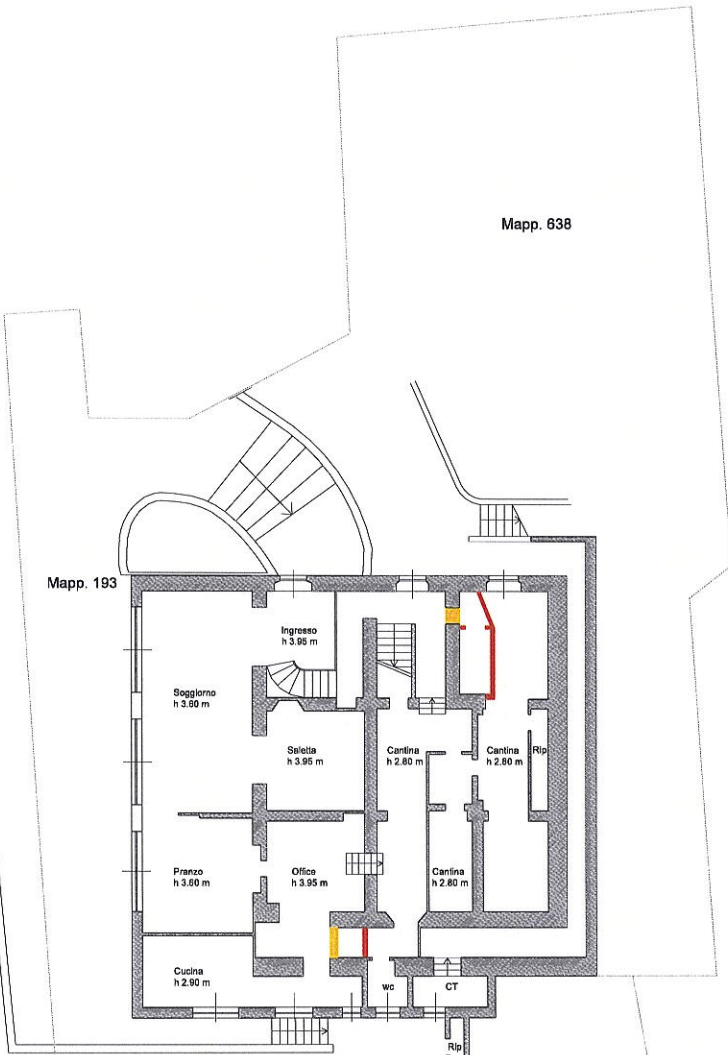 Mapp. 638
Mapp. 193
Ingresso
h 3.95 m
Soggiorno
h 3.60 m
Saletta
h 3.95 m
Cantina
h 2.80 m
Cantina
h 2.80 m
Rip
Pranzo
h 3.60 m
Office
h 3.95 m
Cantina
h 2.80 m
Cucina
h 2.90 m
wc
CT
Rip